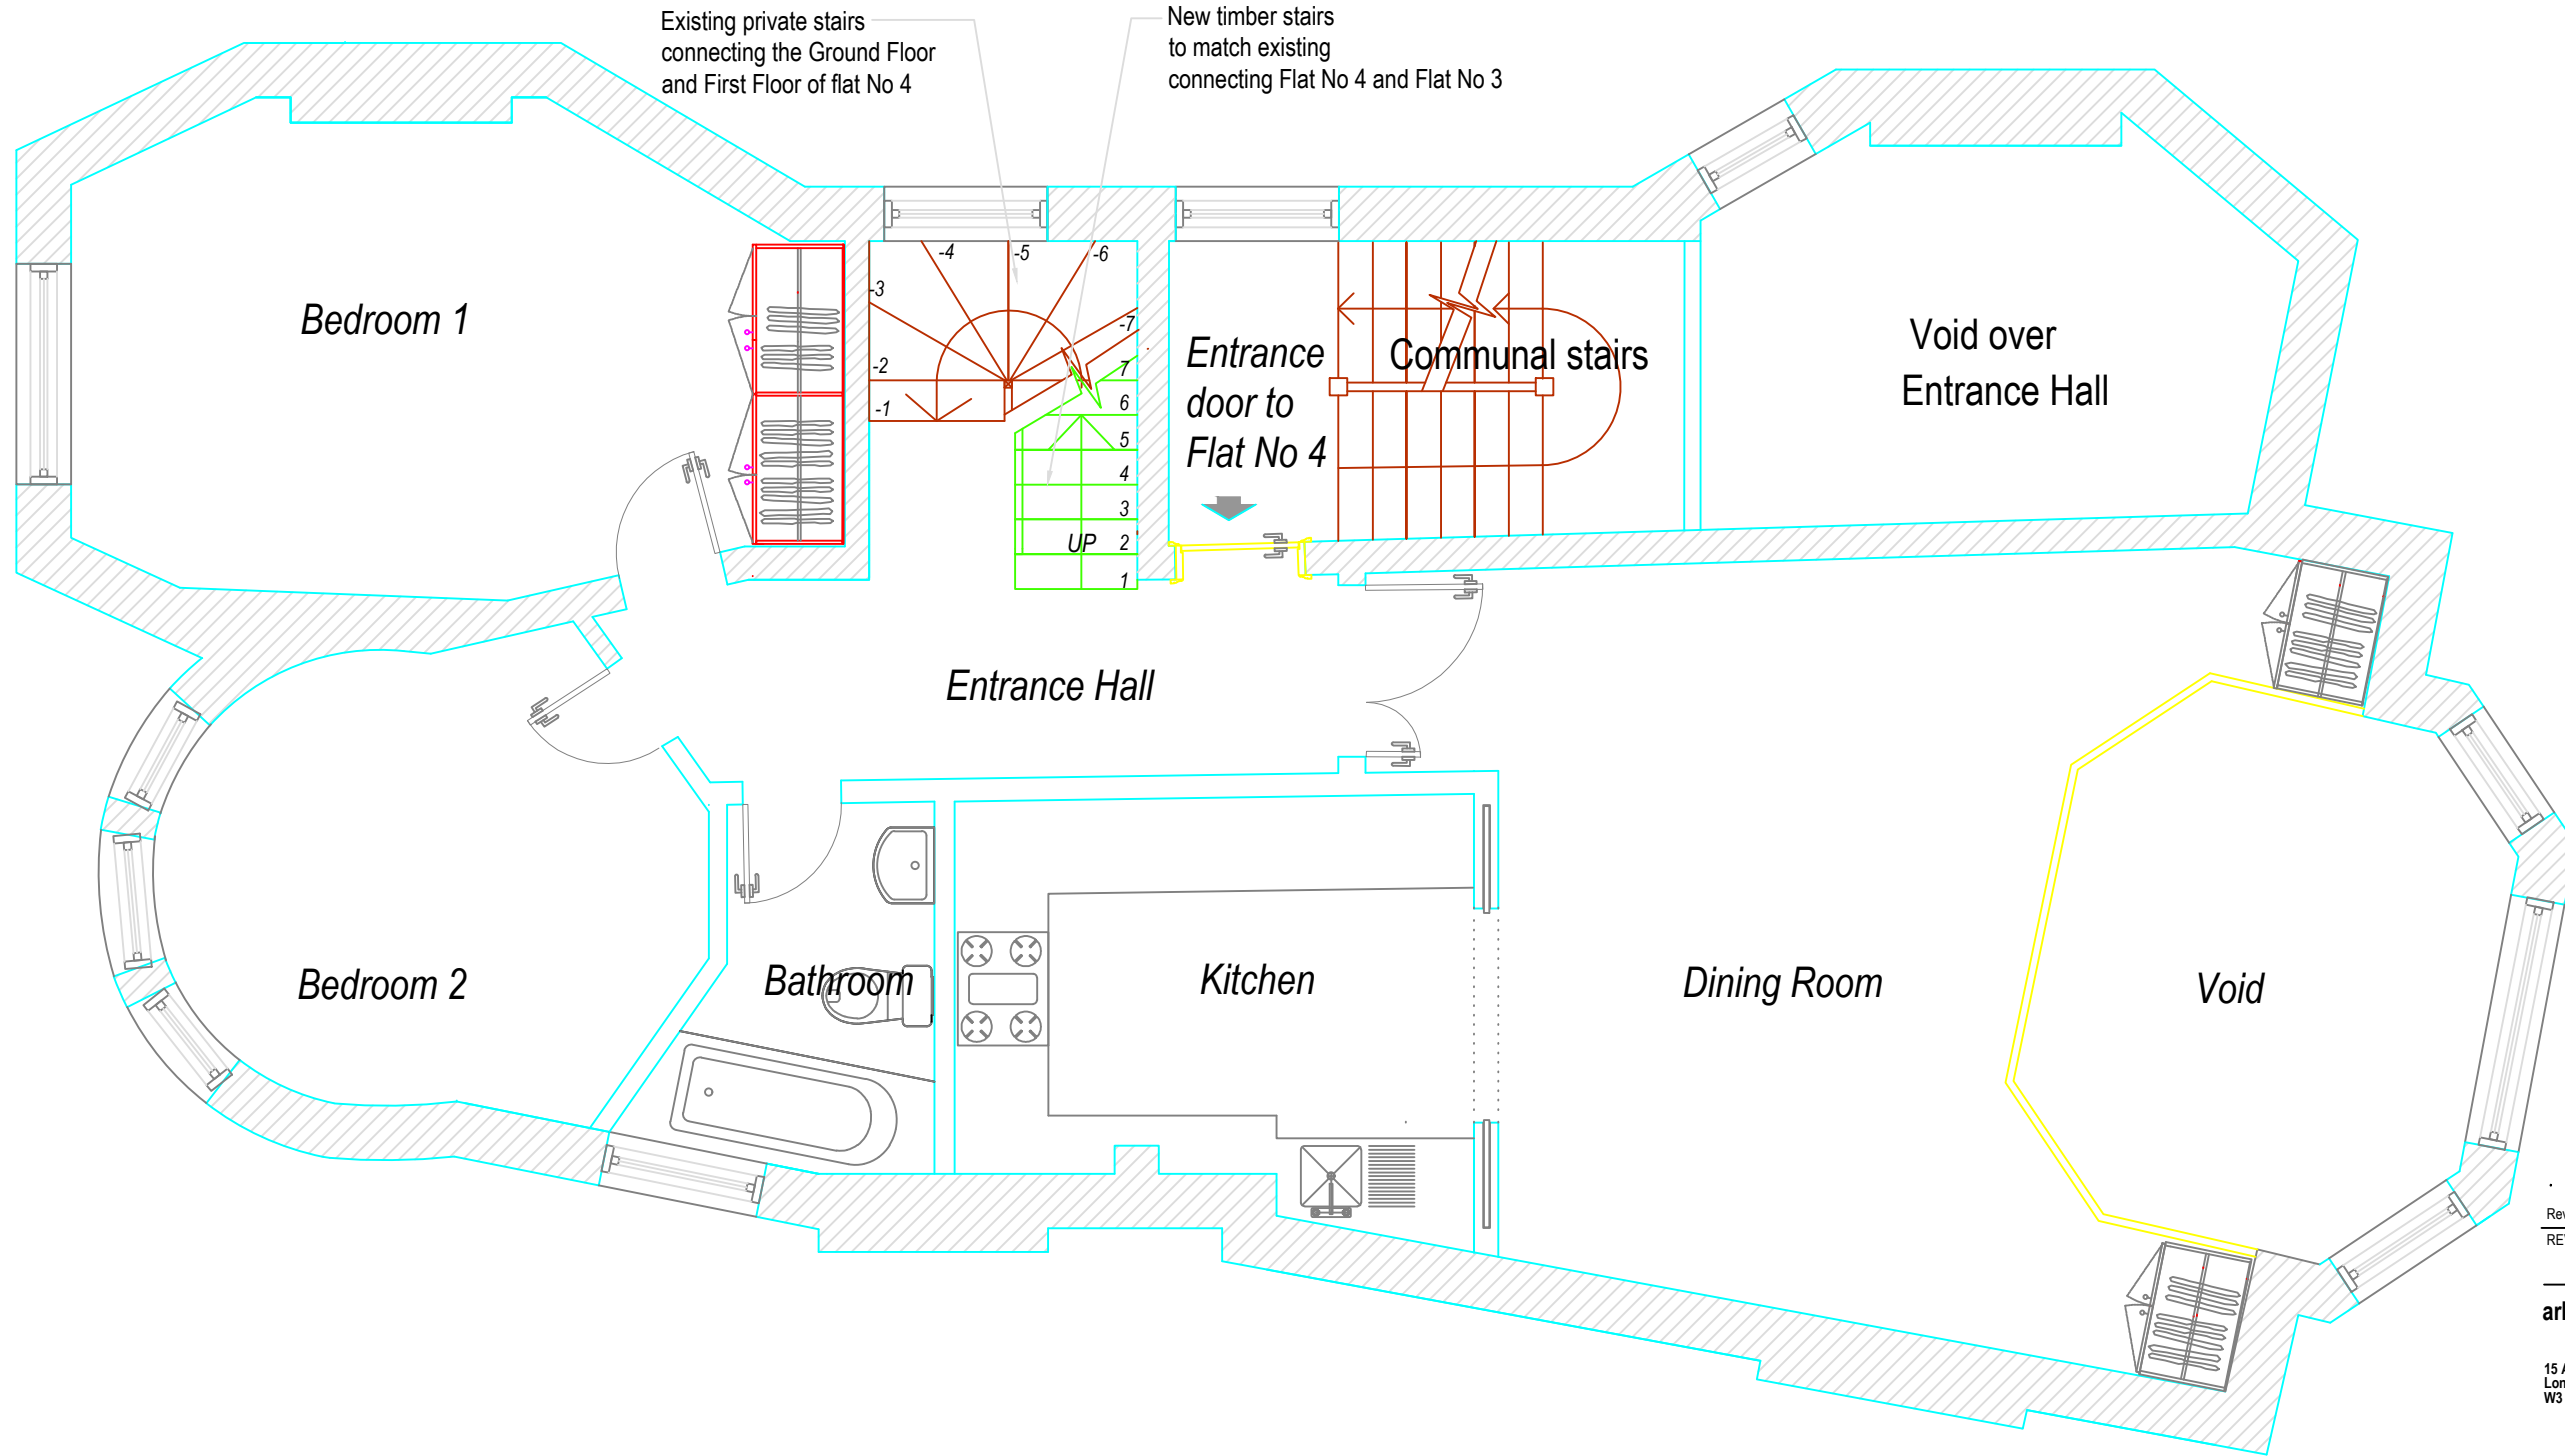 Existing private stairs
connecting the Ground Floor
and First Floor of flat No 4
New timber stairs
to match existing
connecting Flat No 4 and Flat No 3
-4
-5
-6
-3
-7
-2
7
-1
6
5
4
3
UP 2
1
Bedroom 1
Entrance
door to
Flat No 4
Communal stairs
Void over
Entrance Hall
Entrance Hall
Bedroom 2
Bathroom
Kitchen
Dining Room
Void
15
W3